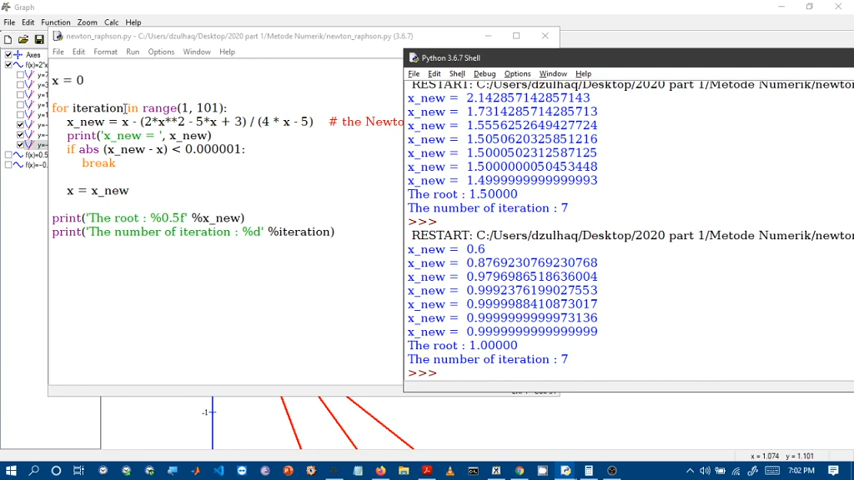 Graph
File Edit Function Zoom Calc Help
Axes
f(x)=2*
f(x)=0.5
f(x)=-0.
-1
x = 1.074 y = 1.101
newton_raphson.py - C:/Users/dzulhaq/Desktop/2020 part 1/Metode Numerik/newton_raphson.py (3.6.7)
File Edit Format Run Options Window Help
x = 0
for iteration in range(1, 101):
x_new = x - (2*x**2 - 5*x + 3) / (4 * x - 5) # the Newto
print('x_new = ', x_new)
if abs (x_new - x) < 0.000001:
break
x = x_new
print('The root : %0.5f' %x_new)
print('The number of iteration : %d' %iteration)
Python 3.6.7 Shell
File Edit Shell Debug Options Window Help
RESTART: C:/Users/dzulhaq/Desktop/2020 part 1/Metode Numerik/newto
x_new = 2.142857142857143
x_new = 1.7314285714285713
x_new = 1.5556252649427724
x_new = 1.5050620325851216
x_new = 1.5000502312587125
x_new = 1.5000000050453448
x_new = 1.4999999999999993
The root : 1.50000
The number of iteration : 7
>>>
RESTART: C:/Users/dzulhaq/Desktop/2020 part 1/Metode Numerik/newto
x_new = 0.6
x_new = 0.8769230769230768
x_new = 0.9796986518636004
x_new = 0.9992376199027553
x_new = 0.9999988410873017
x_new = 0.9999999999973136
x_new = 0.9999999999999999
The root : 1.00000
The number of iteration : 7
>>>
7:02 PM